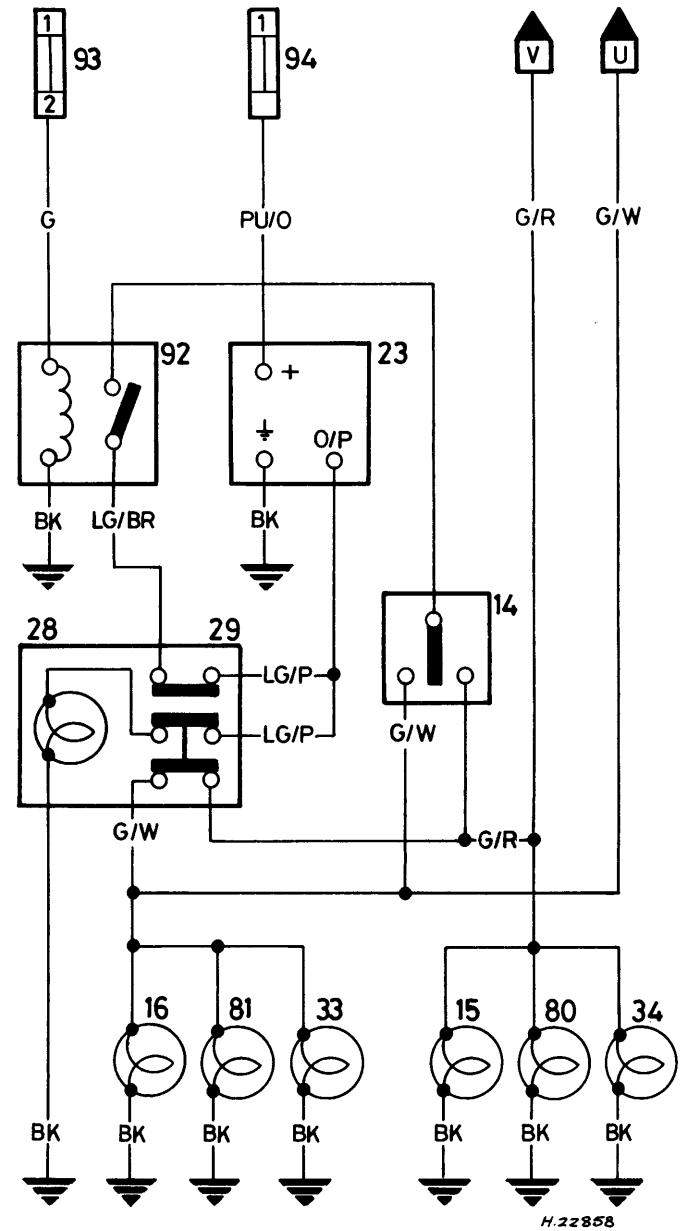 1
93
2
1
94
V
U
G
PU/O
G/R
G/W
92
23
+
O/P
BK
LG/BR
BK
14
28
29
LG/P
G/W
LG/P
G/W
G/R
16
81
33
15
80
34
BK
BK
BK
BK
BK
BK
BK
H.22858